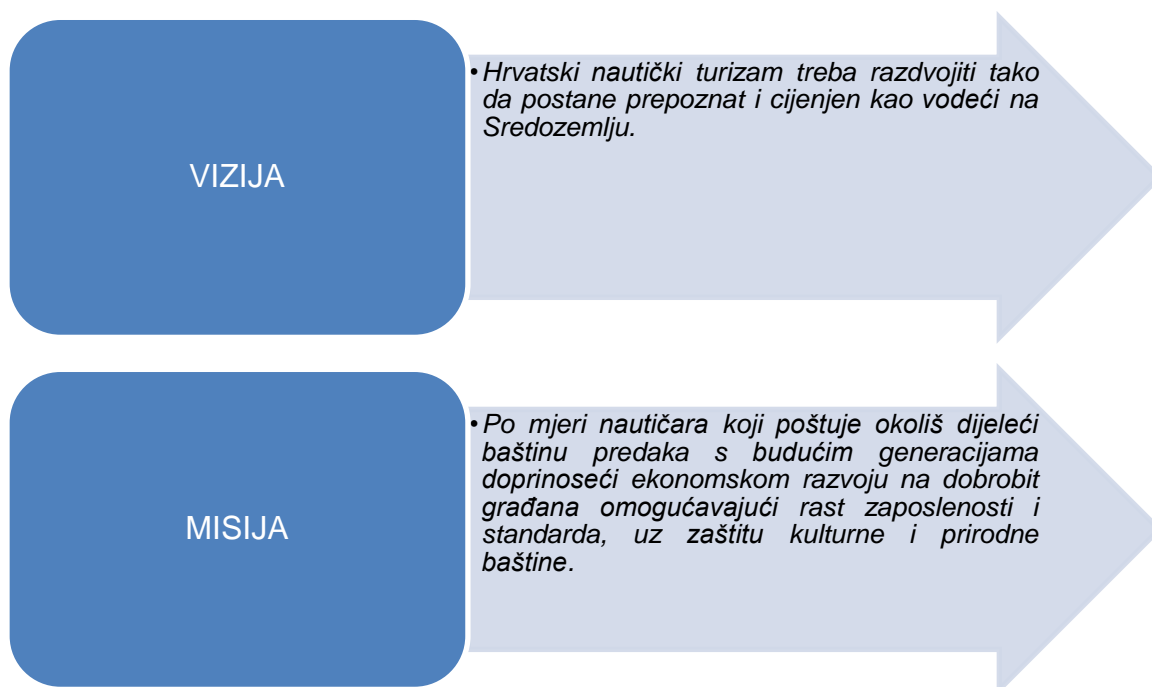 VIZIJA
•Hrvatski nautički turizam treba razdvojiti tako
da postane prepoznat i cijenjen kao vodeći na
Sredozemlju.
MISIJA
•Po mjeri nautičara koji poštuje okoliš dijeleći
baštinu predaka s budućim generacijama
doprinoseći ekonomskom razvoju na dobrobit
građana omogućavajući rast zaposlenosti i
standarda, uz zaštitu kulturne i prirodne
baštine.